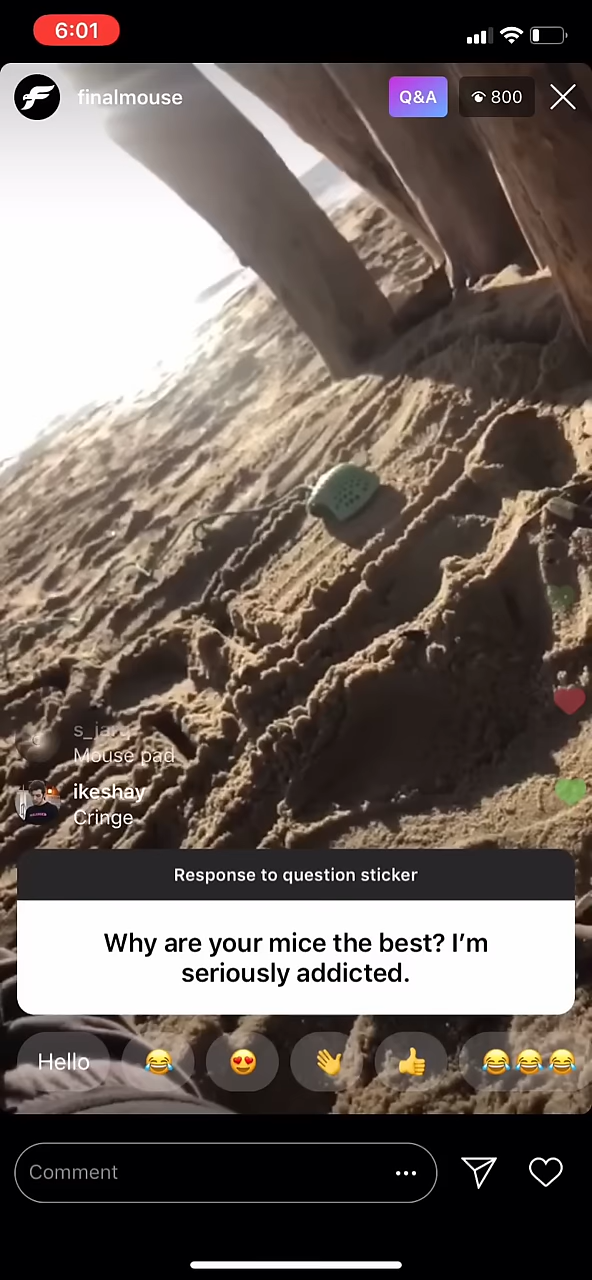 6:01
finalmouse
Q&A
800
Mouse pad
ikeshay
Cringe
Response to question sticker
Why are your mice the best? I’m
seriously addicted.
Hello
Comment